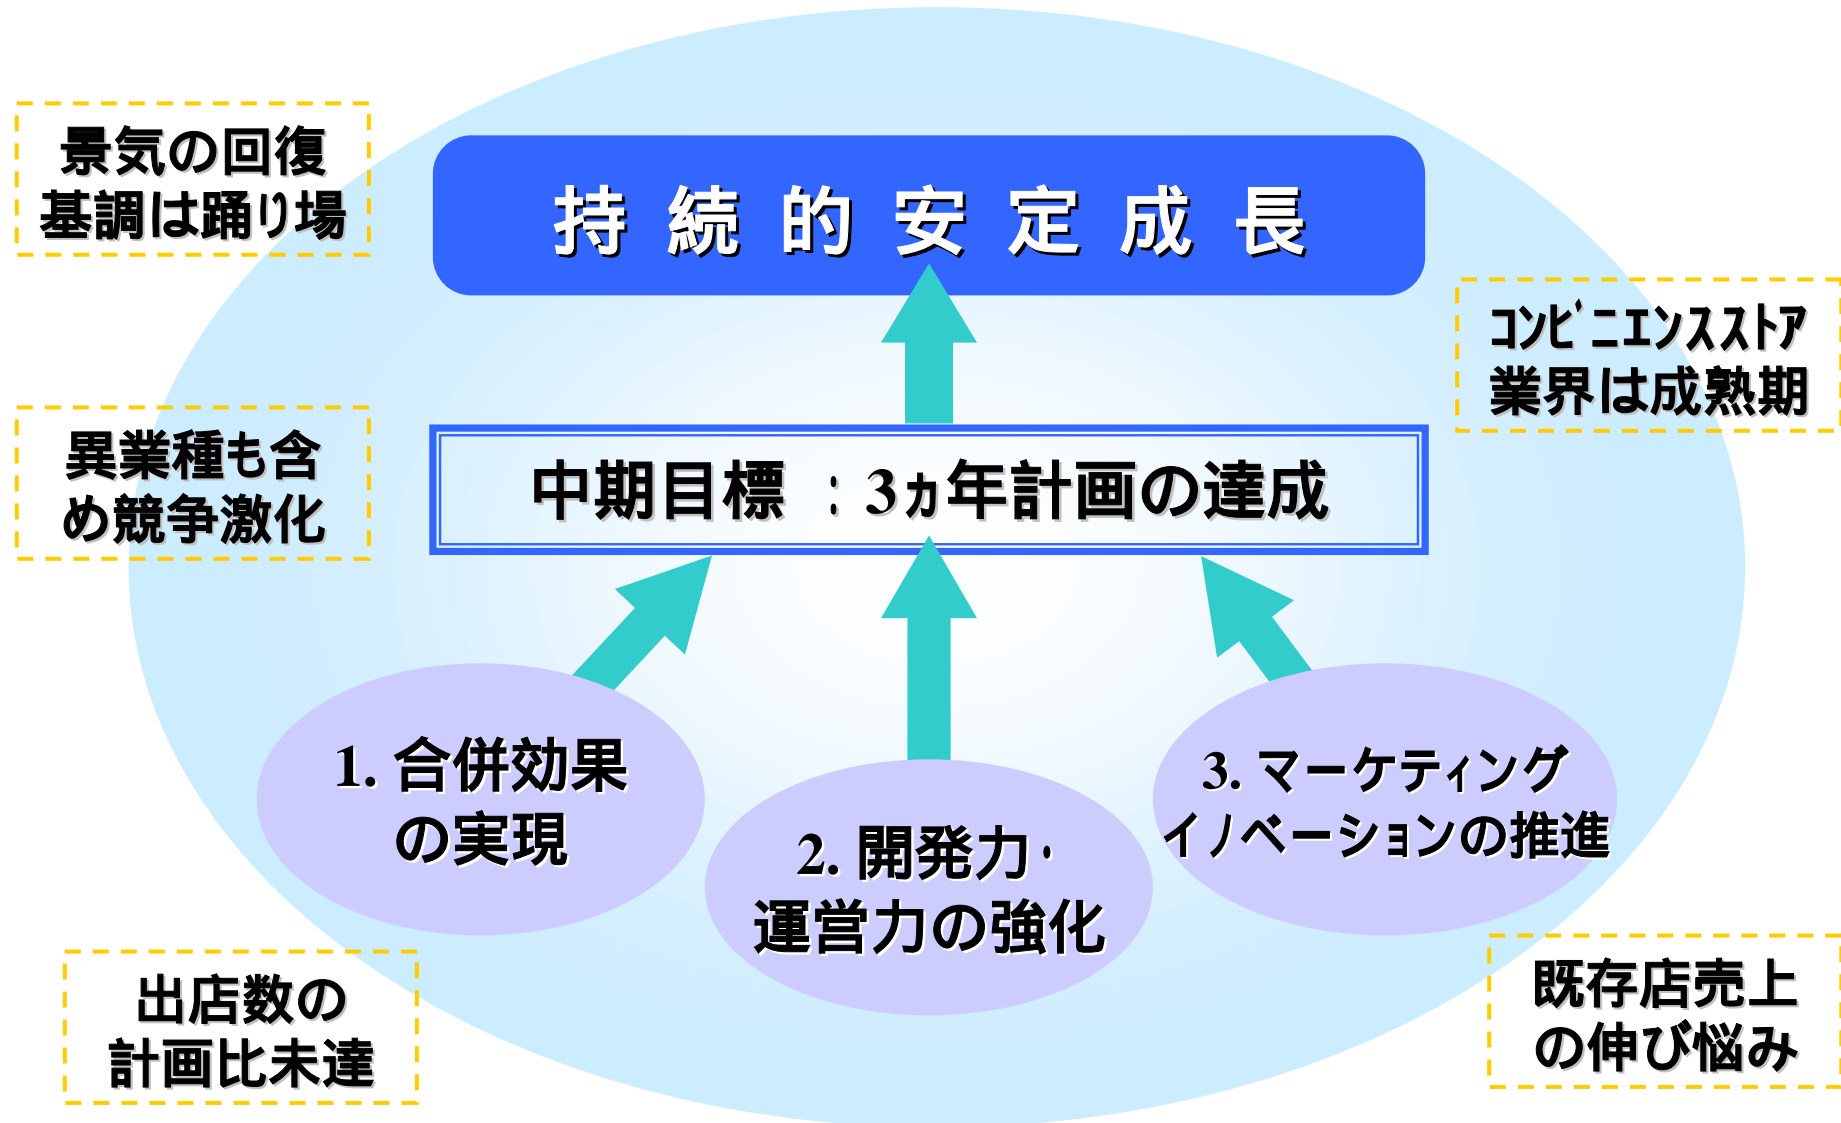 景気の回復
基調は踊り場
持続的安定成長
コンビニエンスストア
業界は成熟期
異業種も含
め競争激化
中期目標：3ヵ年計画の達成
1. 合併効果
の実現
2. 開発力・
運営力の強化
3. マーケティング
イノベーションの推進
出店数の
計画比未達
既存店売上
の伸び悩み